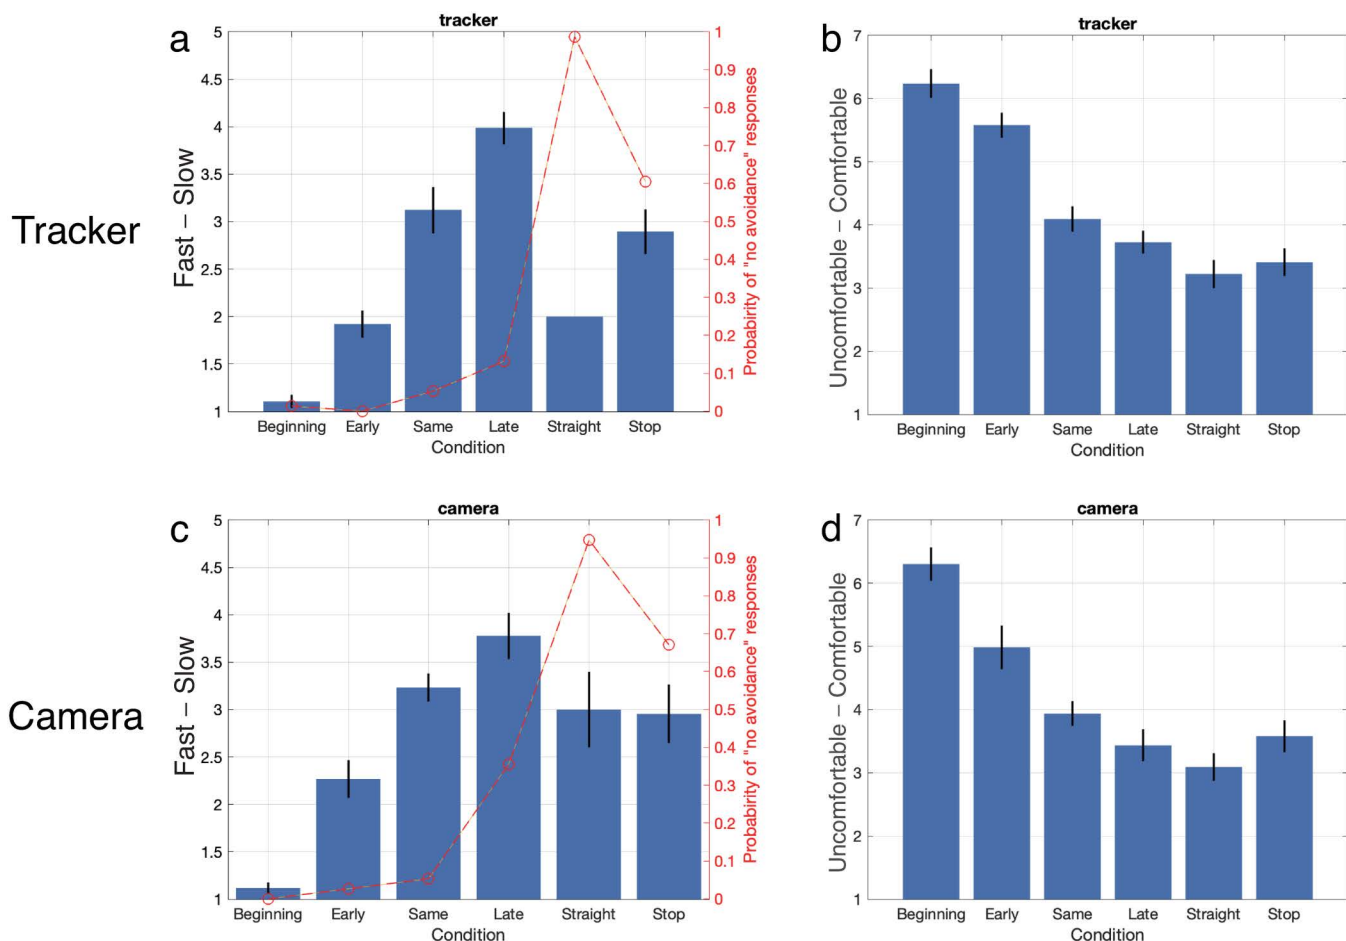 Tracker
a
tracker
Fast – Slow
5
4.5
4
3.5
3
2.5
2
1.5
1
1
0.9
0.8
0.7
0.6
0.5
0.4
0.3
0.2
0.1
0
Probabirity of "no avoidance" responses
Beginning Early Same Late Straight Stop
Condition
b
tracker
Uncomfortable – Comfortable
7
6
5
4
3
2
1
Beginning Early Same Late Straight Stop
Condition
Camera
c
camera
Fast – Slow
5
4.5
4
3.5
3
2.5
2
1.5
1
1
0.9
0.8
0.7
0.6
0.5
0.4
0.3
0.2
0.1
0
Probabirity of "no avoidance" responses
Beginning Early Same Late Straight Stop
Condition
d
camera
Uncomfortable – Comfortable
7
6
5
4
3
2
1
Beginning Early Same Late Straight Stop
Condition